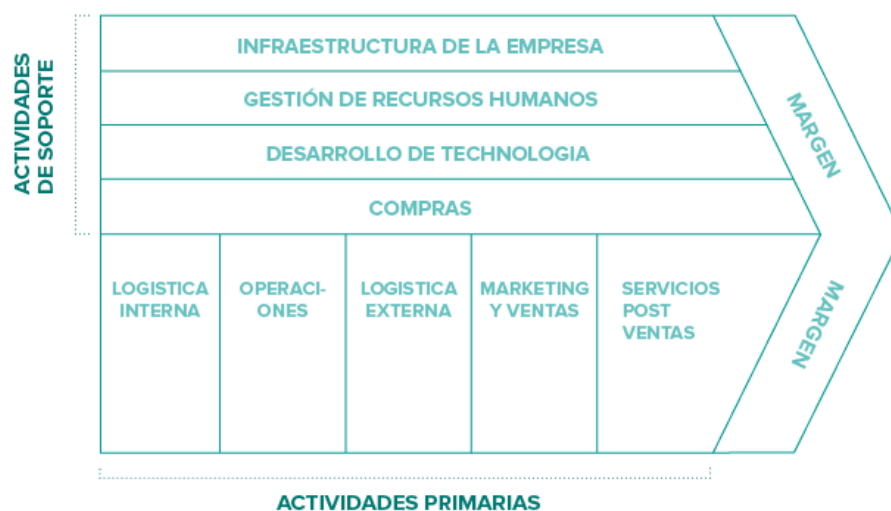 ACTIVIDADES
DE SOPORTE
INFRAESTRUCTURA DE LA EMPRESA
GESTIÓN DE RECURSOS HUMANOS
DESARROLLO DE TECHNOLOGIA
COMPRAS
MARGEN
LOGISTICA
INTERNA
OPERACI-
ONES
LOGISTICA
EXTERNA
MARKETING
Y VENTAS
SERVICIOS
POST
VENTAS
MARGEN
ACTIVIDADES PRIMARIAS